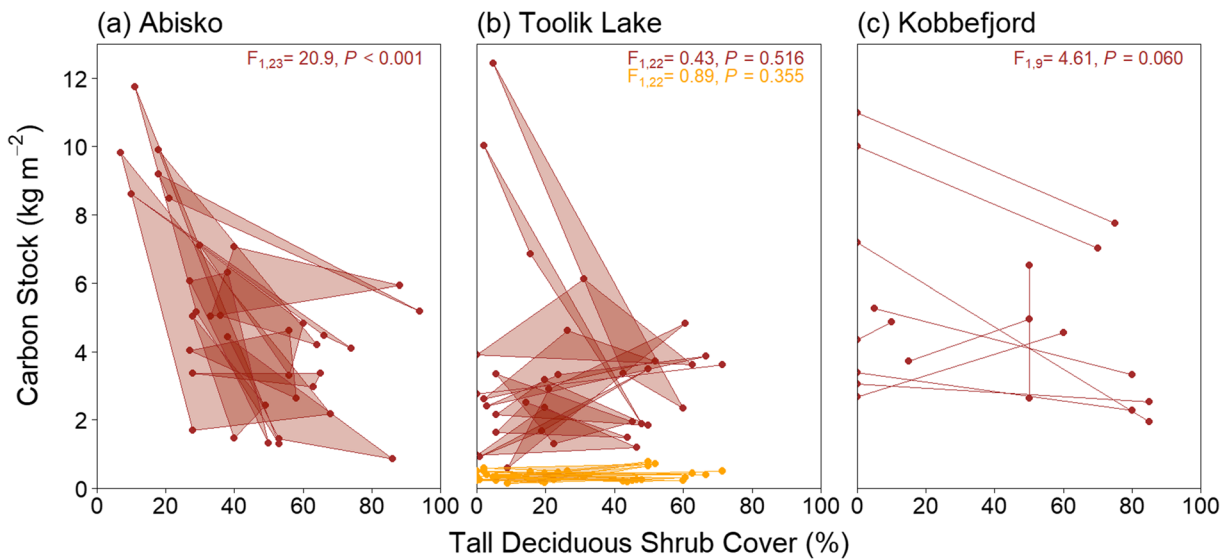 (a) Abisko
(b) Toolik Lake
(c) Kobbefjord
F1,23= 20.9, P < 0.001
F1,22= 0.43, P = 0.516
F1,22= 0.89, P = 0.355
F1,9= 4.61, P = 0.060
Carbon Stock (kg m−2)
12
10
8
6
4
2
0
0 20 40 60 80 100
0 20 40 60 80 100
0 20 40 60 80 100
Tall Deciduous Shrub Cover (%)